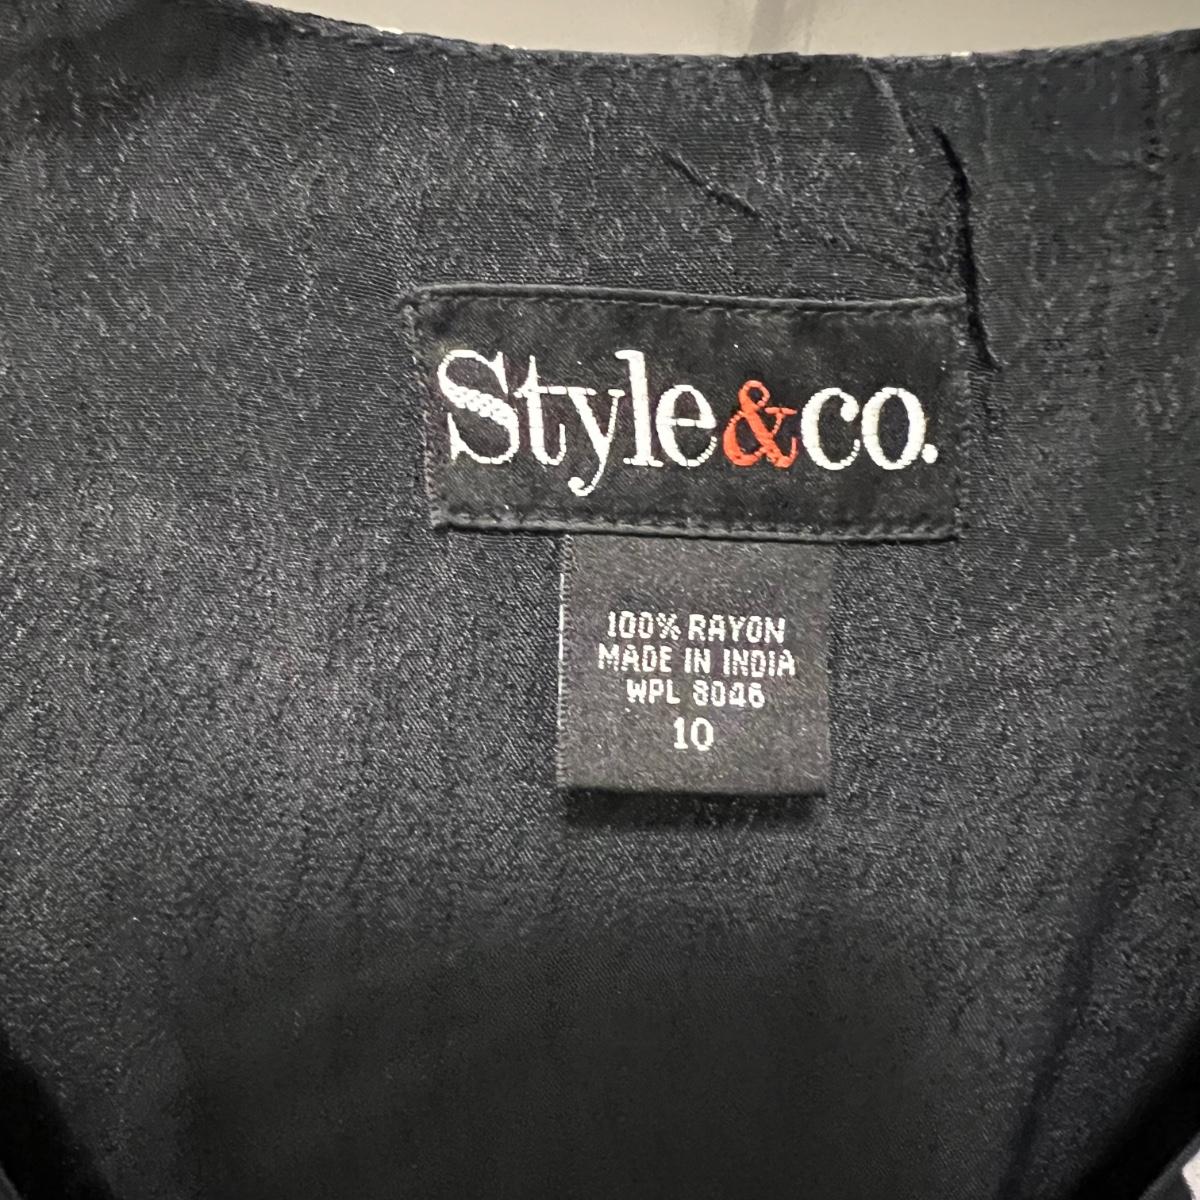 Style&co.
100% RAYON
MADE IN INDIA
WPL 8046
10